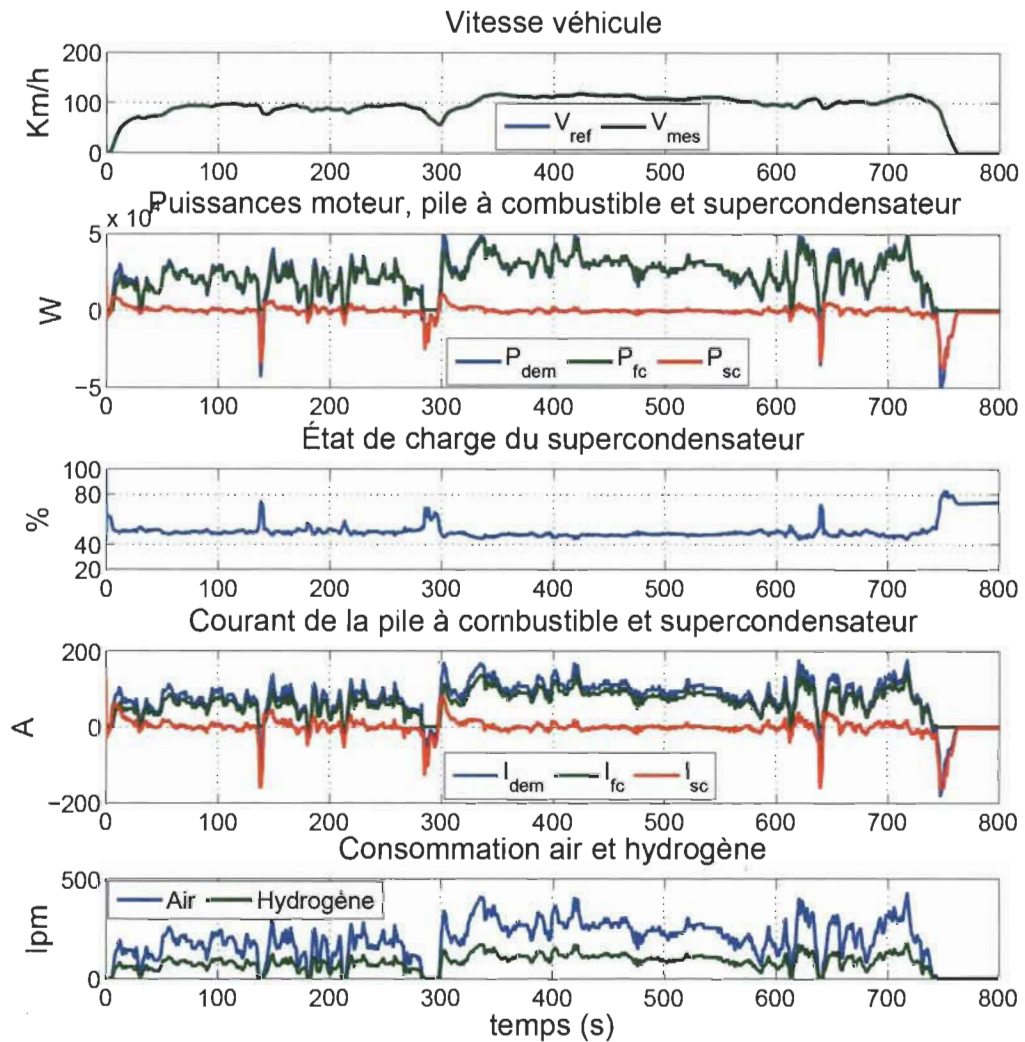 Vitesse véhicule
200
100
0
Km/h
V_ref V_mes
0 100 200 300 400 500 600 700 800
x 10⁴
Puissances moteur, pile à combustible et supercondensateur
5
0
−5
W
P_dem P_fc P_sc
0 100 200 300 400 500 600 700 800
État de charge du supercondensateur
100
80
40
20
%
0 100 200 300 400 500 600 700 800
Courant de la pile à combustible et supercondensateur
200
0
−200
A
I_dem I_fc I_sc
0 100 200 300 400 500 600 700 800
Consommation air et hydrogène
500
0
lpm
Air Hydrogène
0 100 200 300 400 500 600 700 800
temps (s)